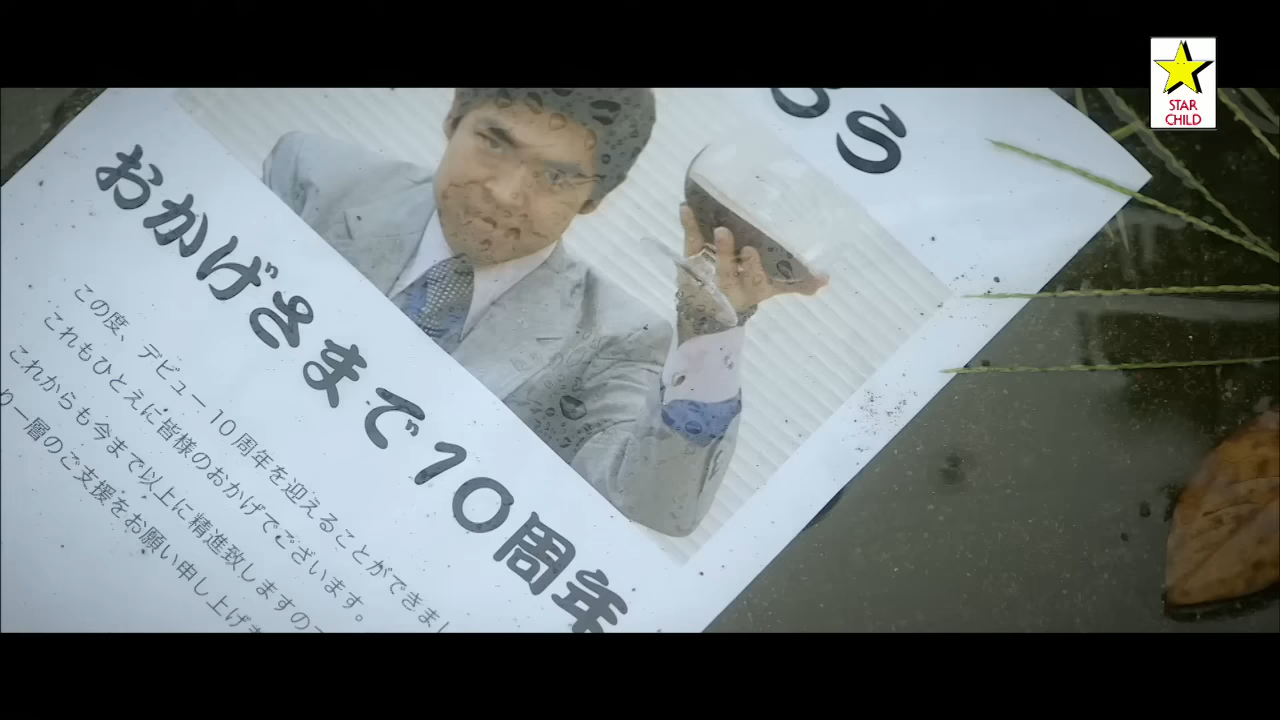 ろう
おかげさまで10周年
この度、デビュー10周年を迎えることができまし
これもひとえに皆様のおかげでございます。
これからも今まで以上に精進致しますので
り一層のご支援をお願い申し上げま
STAR
CHILD